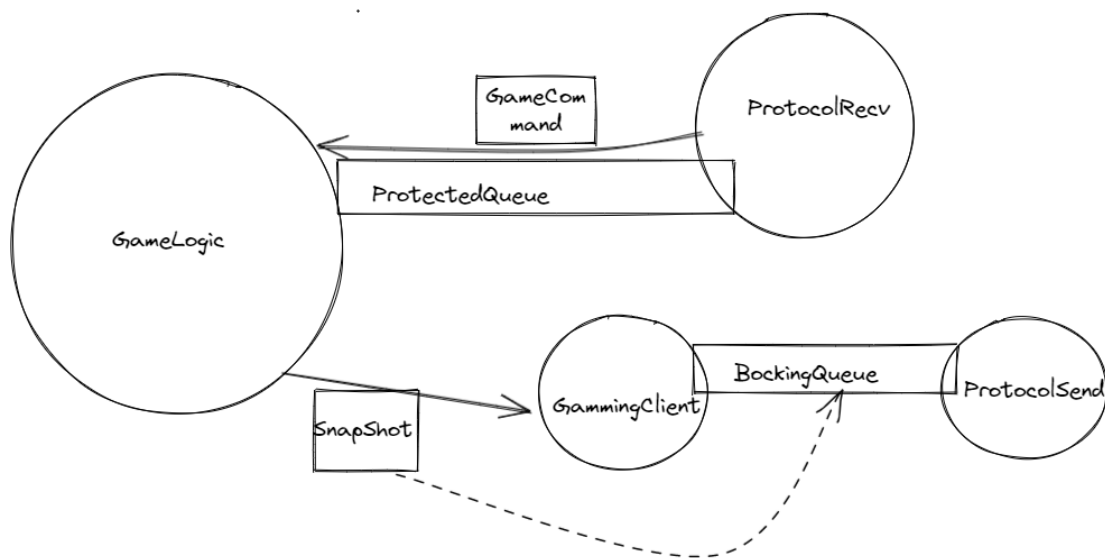 GameCom
mand
ProtocolRecv
ProtectedQueue
GameLogic
BockingQueue
GammingClient
ProtocolSend
SnapShot